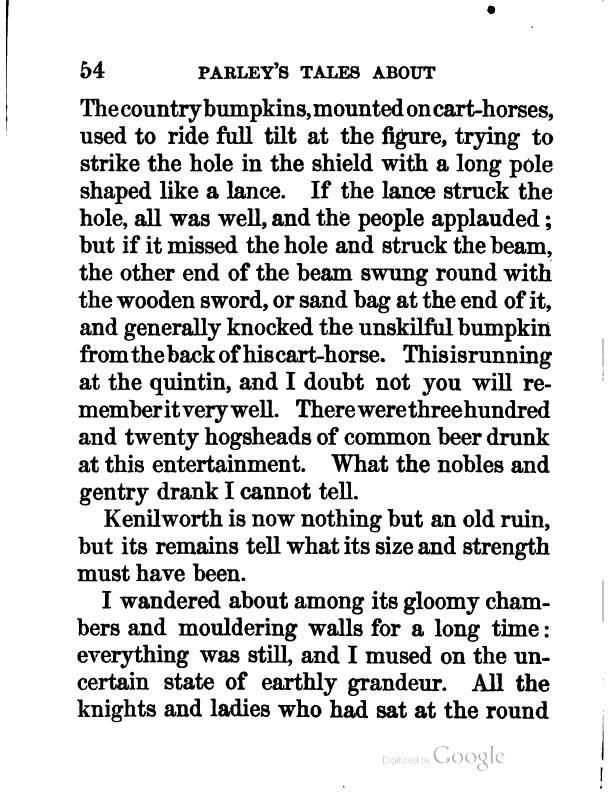 54 PARLEY'S TALES ABOUT
The country bumpkins, mounted on cart-horses,
used to ride full tilt at the figure, trying to
strike the hole in the shield with a long pole
shaped like a lance. If the lance struck the
hole, all was well, and the people applauded;
but if it missed the hole and struck the beam,
the other end of the beam swung round with
the wooden sword, or sand bag at the end of it,
and generally knocked the unskilful bumpkin
from the back of his cart-horse. This is running
at the quintin, and I doubt not you will re-
member it very well. There were three hundred
and twenty hogsheads of common beer drunk
at this entertainment. What the nobles and
gentry drank I cannot tell.
Kenilworth is now nothing but an old ruin,
but its remains tell what its size and strength
must have been.
I wandered about among its gloomy cham-
bers and mouldering walls for a long time:
everything was still, and I mused on the un-
certain state of earthly grandeur. All the
knights and ladies who had sat at the round
Digitized by Google